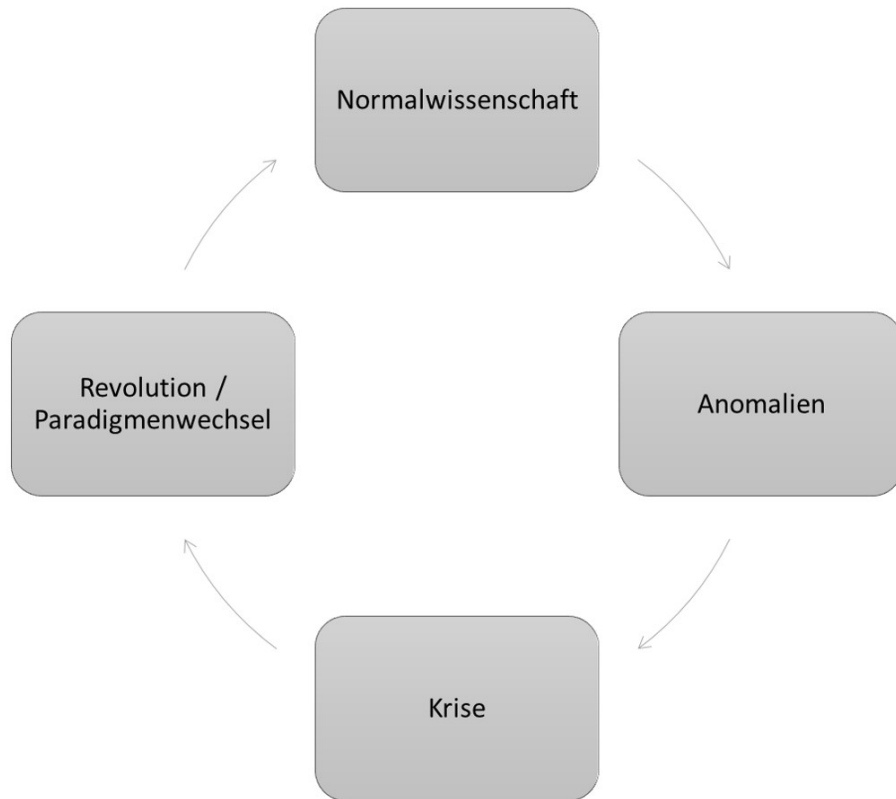 Normalwissenschaft
Revolution /
Paradigmenwechsel
Anomalien
Krise